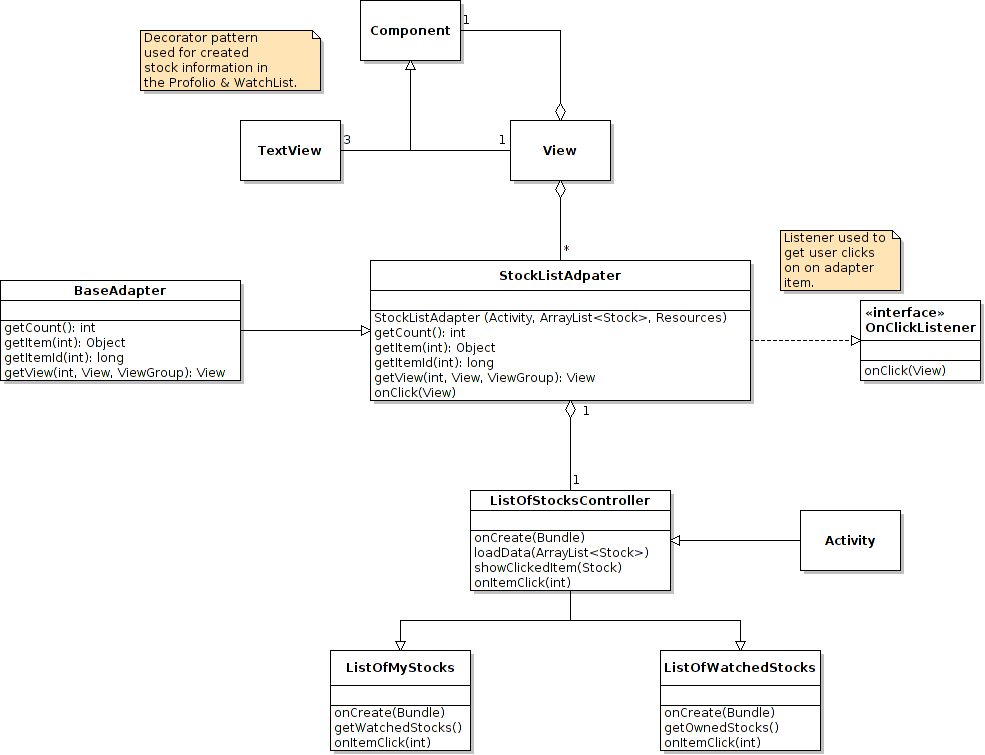 Component
1
Decorator pattern
used for created
stock information in
the Profolio & WatchList.
TextView
3
1
View
*
Listener used to
get user clicks
on on adapter
item.
BaseAdapter
getCount(): int
getItem(int): Object
getItemId(int): long
getView(int, View, ViewGroup): View
StockListAdpater
StockListAdapter (Activity, ArrayList<Stock>, Resources)
getCount(): int
getItem(int): Object
getItemId(int): long
getView(int, View, ViewGroup): View
onClick(View)
«interface»
OnClickListener
onClick(View)
1
1
ListOfStocksController
onCreate(Bundle)
loadData(ArrayList<Stock>)
showClickedItem(Stock)
onItemClick(int)
Activity
ListOfMyStocks
onCreate(Bundle)
getWatchedStocks()
onItemClick(int)
ListOfWatchedStocks
onCreate(Bundle)
getOwnedStocks()
onItemClick(int)